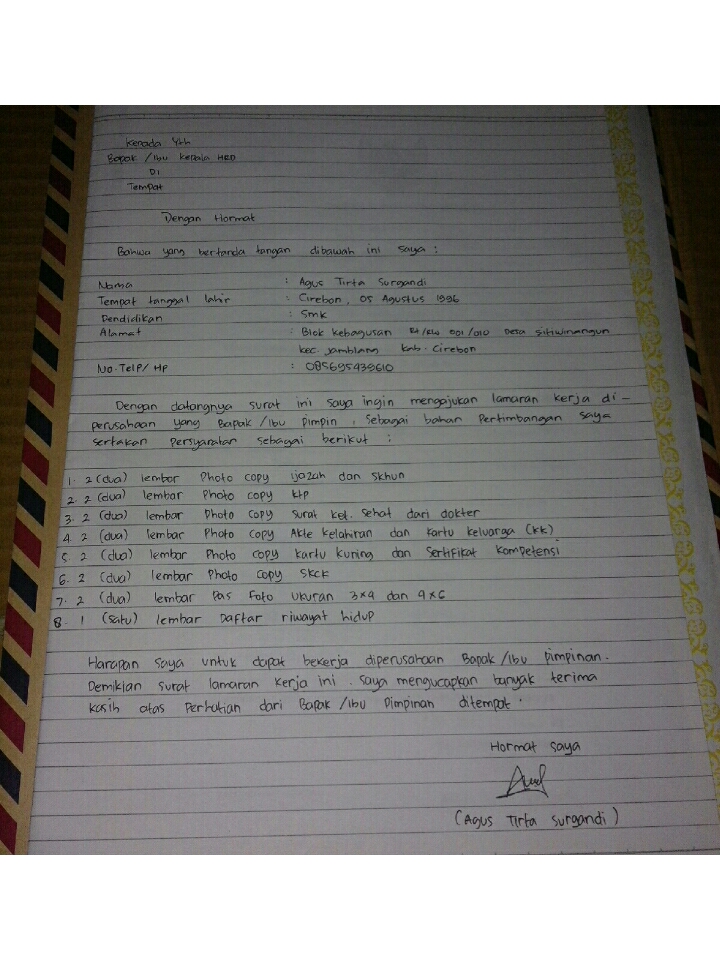 Kepada Yth
Bapak /Ibu Kepala HRD
Di
Tempat
Dengan Hormat
Bahwa yang bertanda tangan dibawah ini saya :
Nama : Agus Tirta Surgandi
Tempat tanggal lahir : Cirebon, 05 Agustus 1996
Pendidikan : Smk
Alamat : Blok kebagusan Rt/Rw 001/010 Desa Sitiwinangun
kec. Jamblang kab. Cirebon
No. Telp/ Hp : 085695439610
Dengan datangnya surat ini saya ingin mengajukan lamaran kerja di-
perusahaan yang Bapak /Ibu pimpin, sebagai bahan Pertimbangan saya
sertakan Persyaratan sebagai berikut :
1. 2 (dua) lembar Photo copy ijazah dan skhun
2. 2 (dua) lembar Photo copy ktp
3. 2 (dua) lembar Photo copy surat ket. Sehat dari dokter
4. 2 (dua) lembar Photo copy Akte kelahiran dan kartu keluarga (kk)
5. 2 (dua) lembar Photo copy kartu kuning dan Sertifikat kompetensi
6. 2 (dua) lembar Photo copy SKCK
7. 2 (dua) lembar Pas Foto ukuran 3x4 dan 4x6
8. 1 (satu) lembar Daftar riwayat hidup
Harapan saya untuk dapat bekerja diperusahaan Bapak /Ibu pimpinan.
Demikian surat lamaran kerja ini. saya mengucapkan banyak terima
kasih atas Perhatian dari Bapak /Ibu Pimpinan ditempat.
Hormat saya
(Agus Tirta Surgandi)